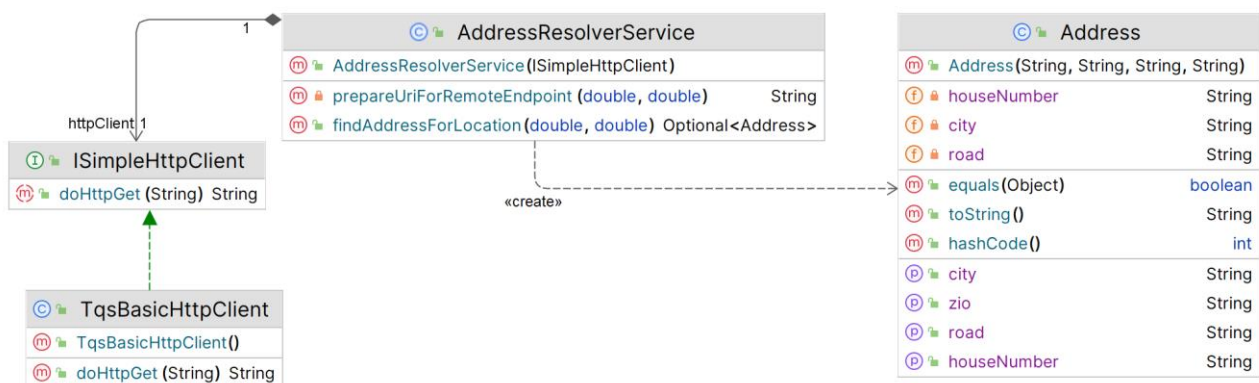 1
AddressResolverService
AddressResolverService(ISimpleHttpClient)
prepareUriForRemoteEndpoint (double, double) String
findAddressForLocation(double, double) Optional<Address>
httpClient 1
ISimpleHttpClient
doHttpGet (String) String
«create»
TqsBasicHttpClient
TqsBasicHttpClient()
doHttpGet (String) String
Address
Address(String, String, String, String)
houseNumber String
city String
road String
equals(Object) boolean
toString() String
hashCode() int
city String
zio String
road String
houseNumber String